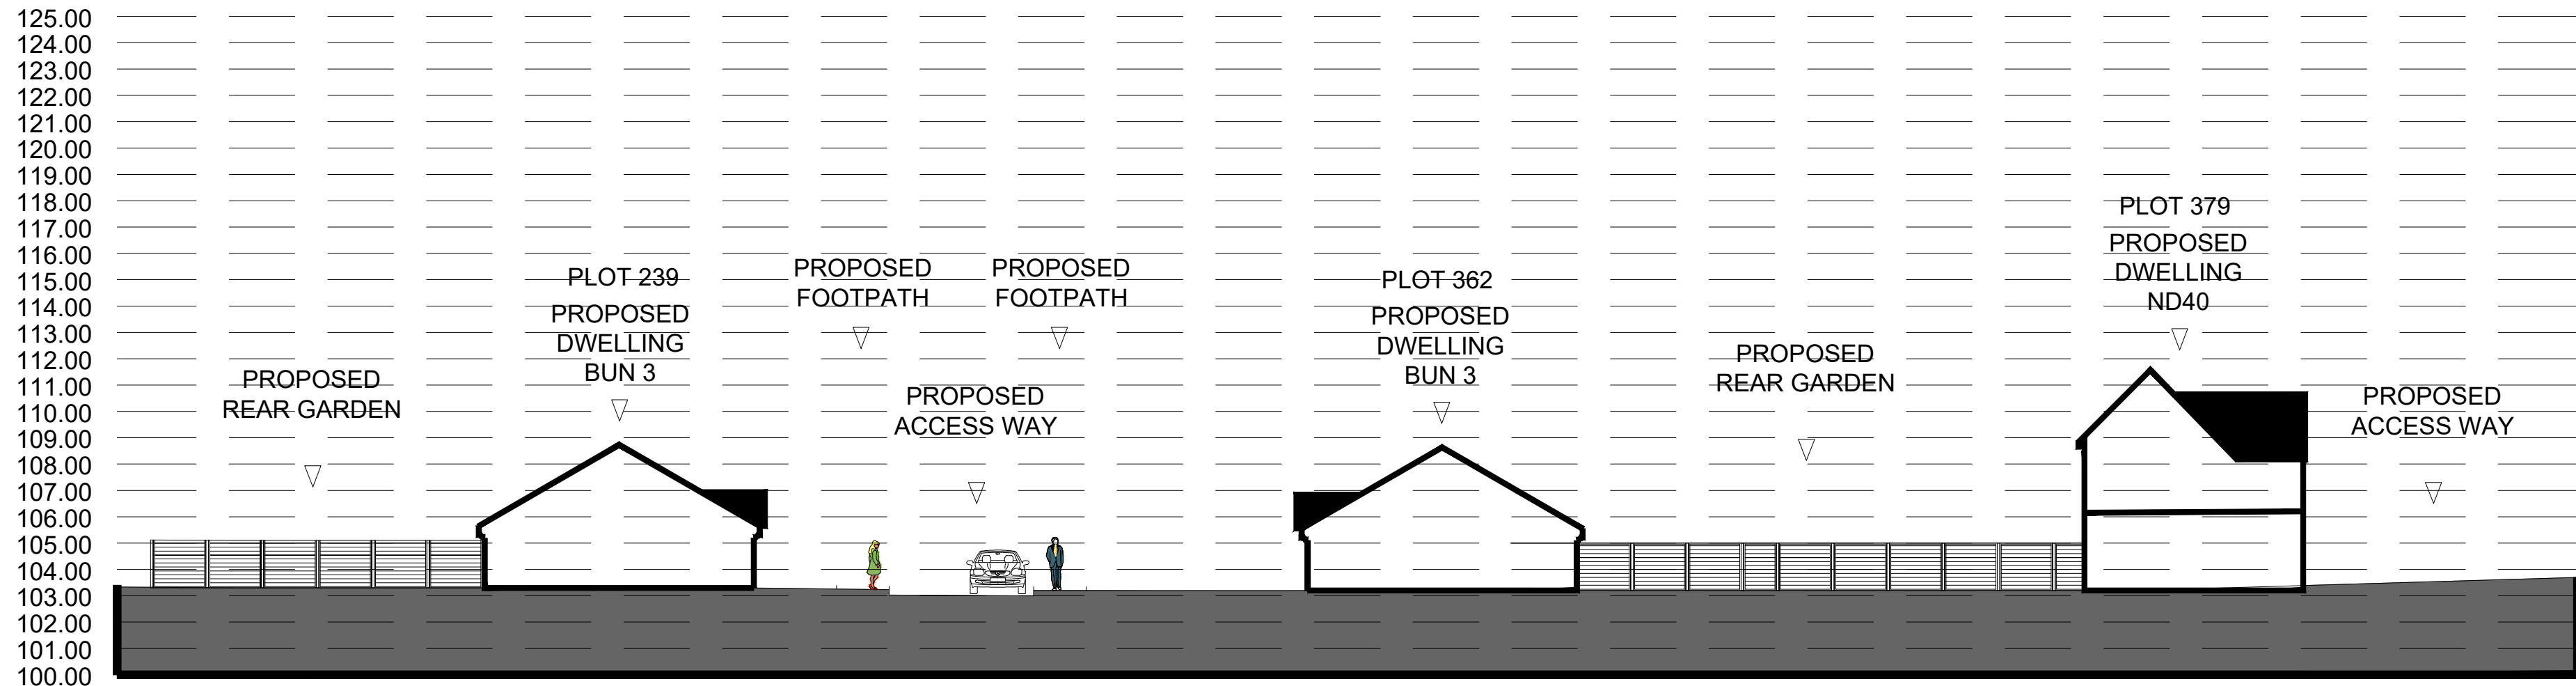 125.00
124.00
123.00
122.00
121.00
120.00
119.00
118.00
117.00
116.00
115.00
114.00
113.00
112.00
111.00
110.00
109.00
108.00
107.00
106.00
105.00
104.00
103.00
102.00
101.00
100.00
PROPOSED
REAR GARDEN
PLOT 239
PROPOSED
DWELLING
BUN 3
PROPOSED
FOOTPATH
PROPOSED
ACCESS WAY
PROPOSED
FOOTPATH
PLOT 362
PROPOSED
DWELLING
BUN 3
PROPOSED
REAR GARDEN
PLOT 379
PROPOSED
DWELLING
ND40
PROPOSED
ACCESS WAY